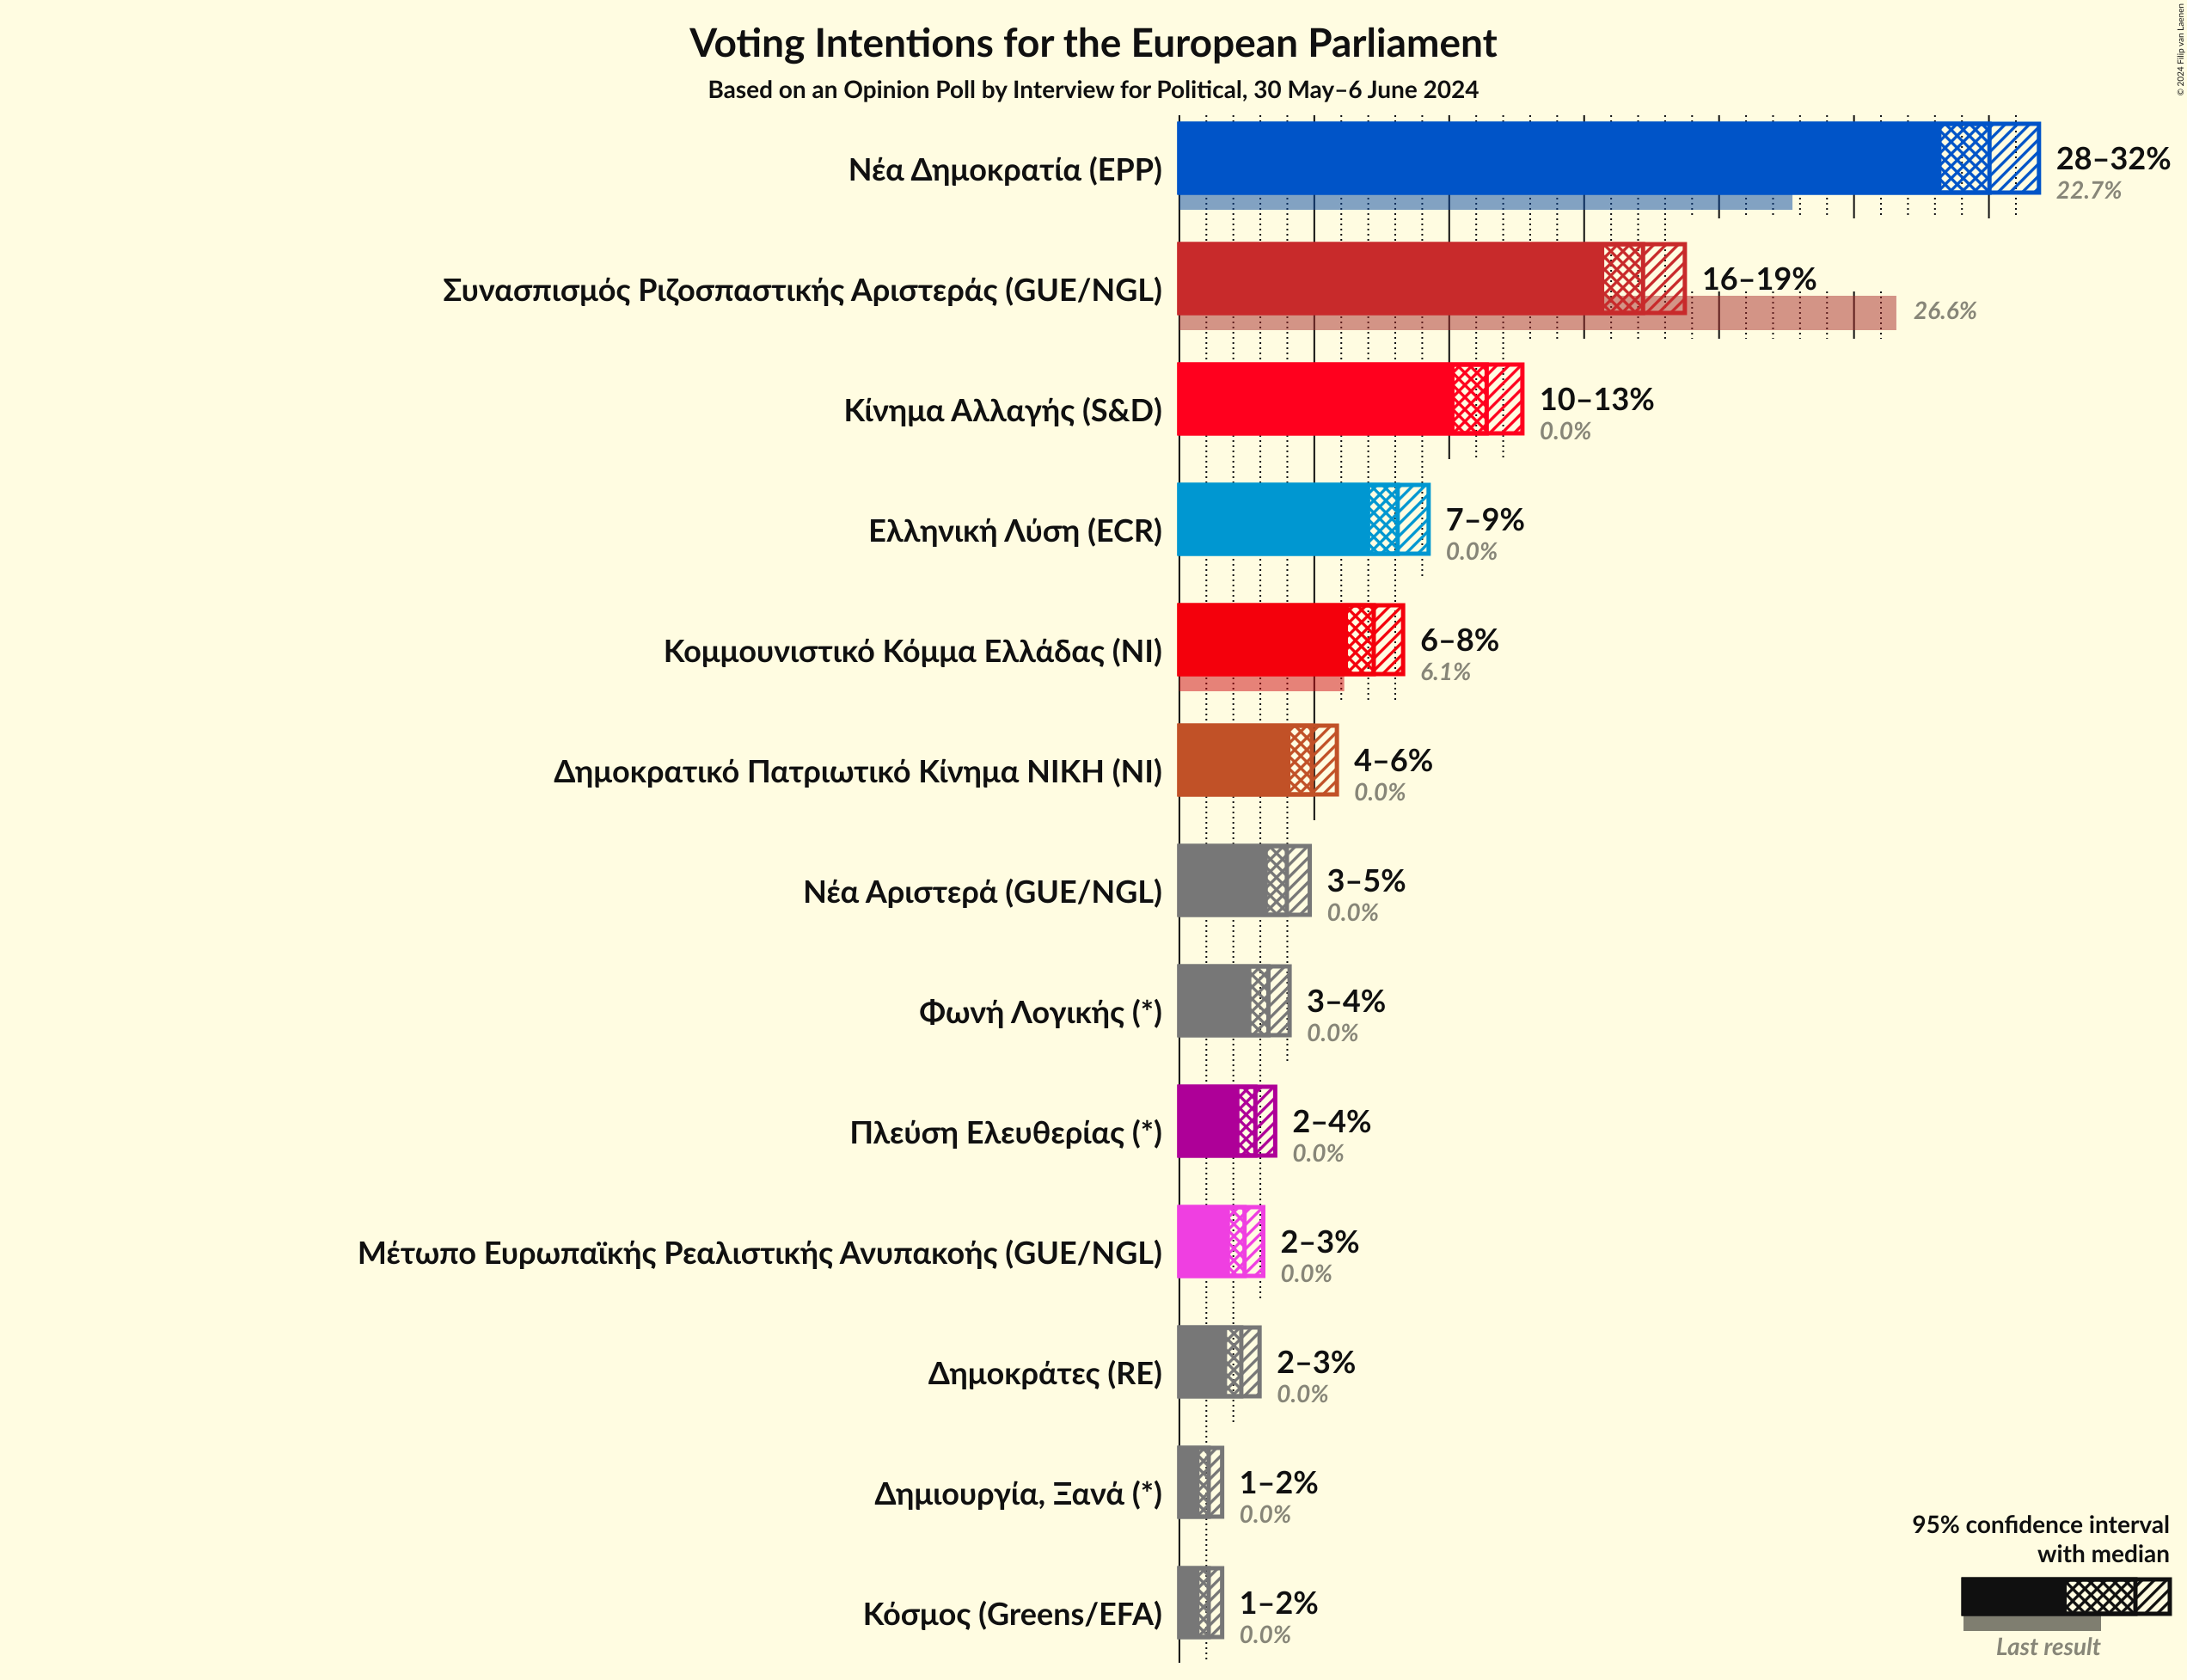 Voting Intentions for the European Parliament
Based on an Opinion Poll by Interview for Political, 30 May–6 June 2024
© 2024 Filip van Laenen
Νέα Δημοκρατία (EPP)
28–32%
22.7%
Συνασπισμός Ριζοσπαστικής Αριστεράς (GUE/NGL)
16–19%
26.6%
Κίνημα Αλλαγής (S&D)
10–13%
0.0%
Ελληνική Λύση (ECR)
7–9%
0.0%
Κομμουνιστικό Κόμμα Ελλάδας (NI)
6–8%
6.1%
Δημοκρατικό Πατριωτικό Κίνημα ΝΙΚΗ (NI)
4–6%
0.0%
Νέα Αριστερά (GUE/NGL)
3–5%
0.0%
Φωνή Λογικής (*)
3–4%
0.0%
Πλεύση Ελευθερίας (*)
2–4%
0.0%
Μέτωπο Ευρωπαϊκής Ρεαλιστικής Ανυπακοής (GUE/NGL)
2–3%
0.0%
Δημοκράτες (RE)
2–3%
0.0%
Δημιουργία, Ξανά (*)
1–2%
0.0%
Κόσμος (Greens/EFA)
1–2%
0.0%
95% confidence interval
with median
Last result